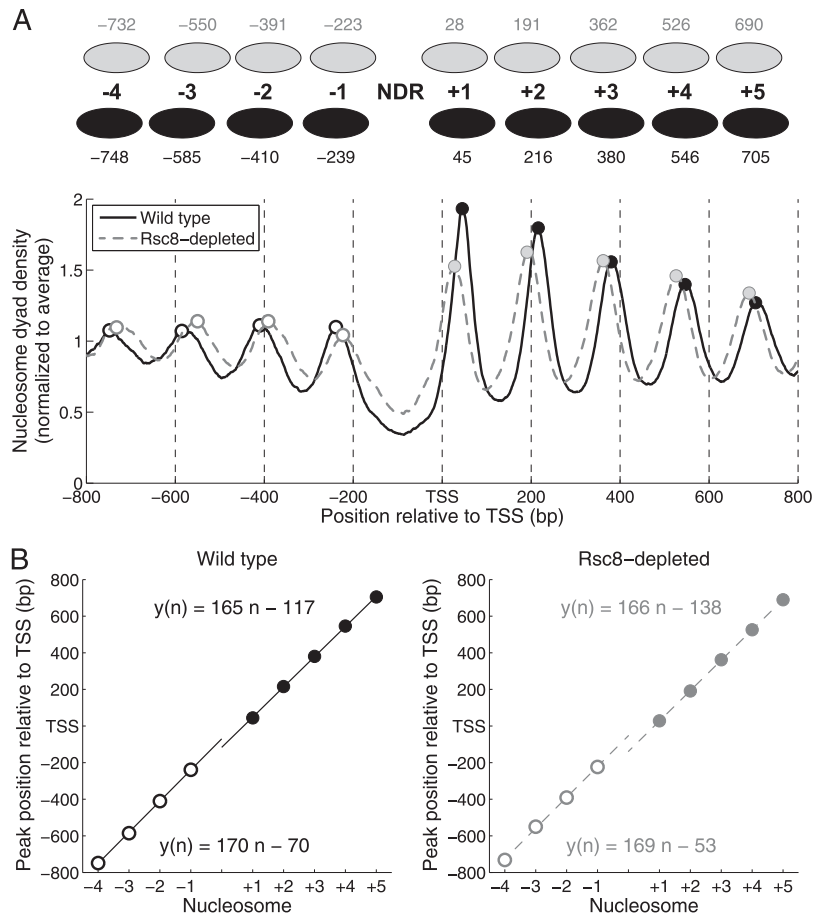 A
−732 −550 −391 −223 28 191 362 526 690
-4 -3 -2 -1 NDR +1 +2 +3 +4 +5
−748 −585 −410 −239 45 216 380 546 705
Nucleosome dyad density
(normalized to average)
2
1.5
1
0.5
0
Wild type
Rsc8−depleted
−800 −600 −400 −200 TSS 200 400 600 800
Position relative to TSS (bp)
B
Wild type
Peak position relative to TSS (bp)
800
600
400
200
TSS
−200
−400
−600
−800
y(n) = 165 n − 117
y(n) = 170 n − 70
−4 −3 −2 −1 +1 +2 +3 +4 +5
Nucleosome
Rsc8−depleted
Peak position relative to TSS (bp)
800
600
400
200
TSS
−200
−400
−600
−800
y(n) = 166 n − 138
y(n) = 169 n − 53
−4 −3 −2 −1 +1 +2 +3 +4 +5
Nucleosome